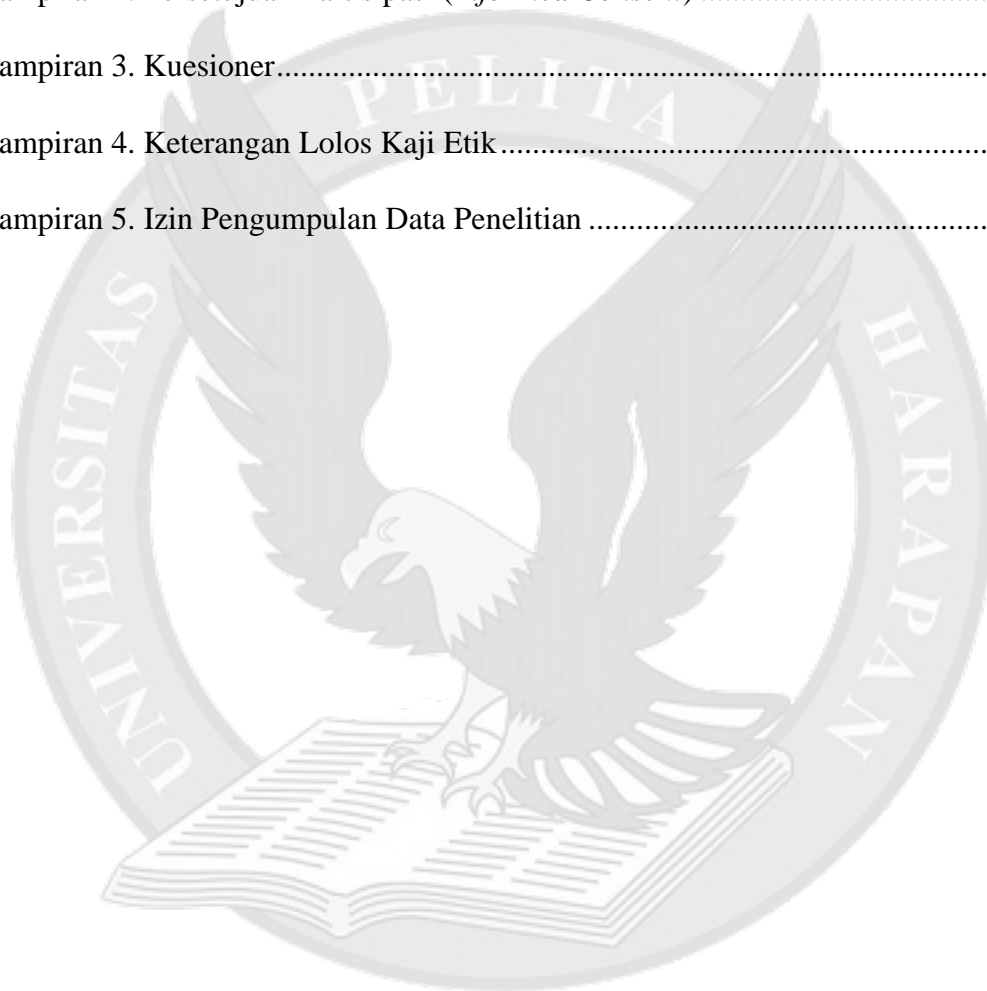 ampiran 3. Kuesioner...................................................................................................
ampiran 4. Keterangan Lolos Kaji Etik..............................................................
ampiran 5. Izin Pengumpulan Data Penelitian ...................................................
UNIVERSITAS PELITA HARAPAN